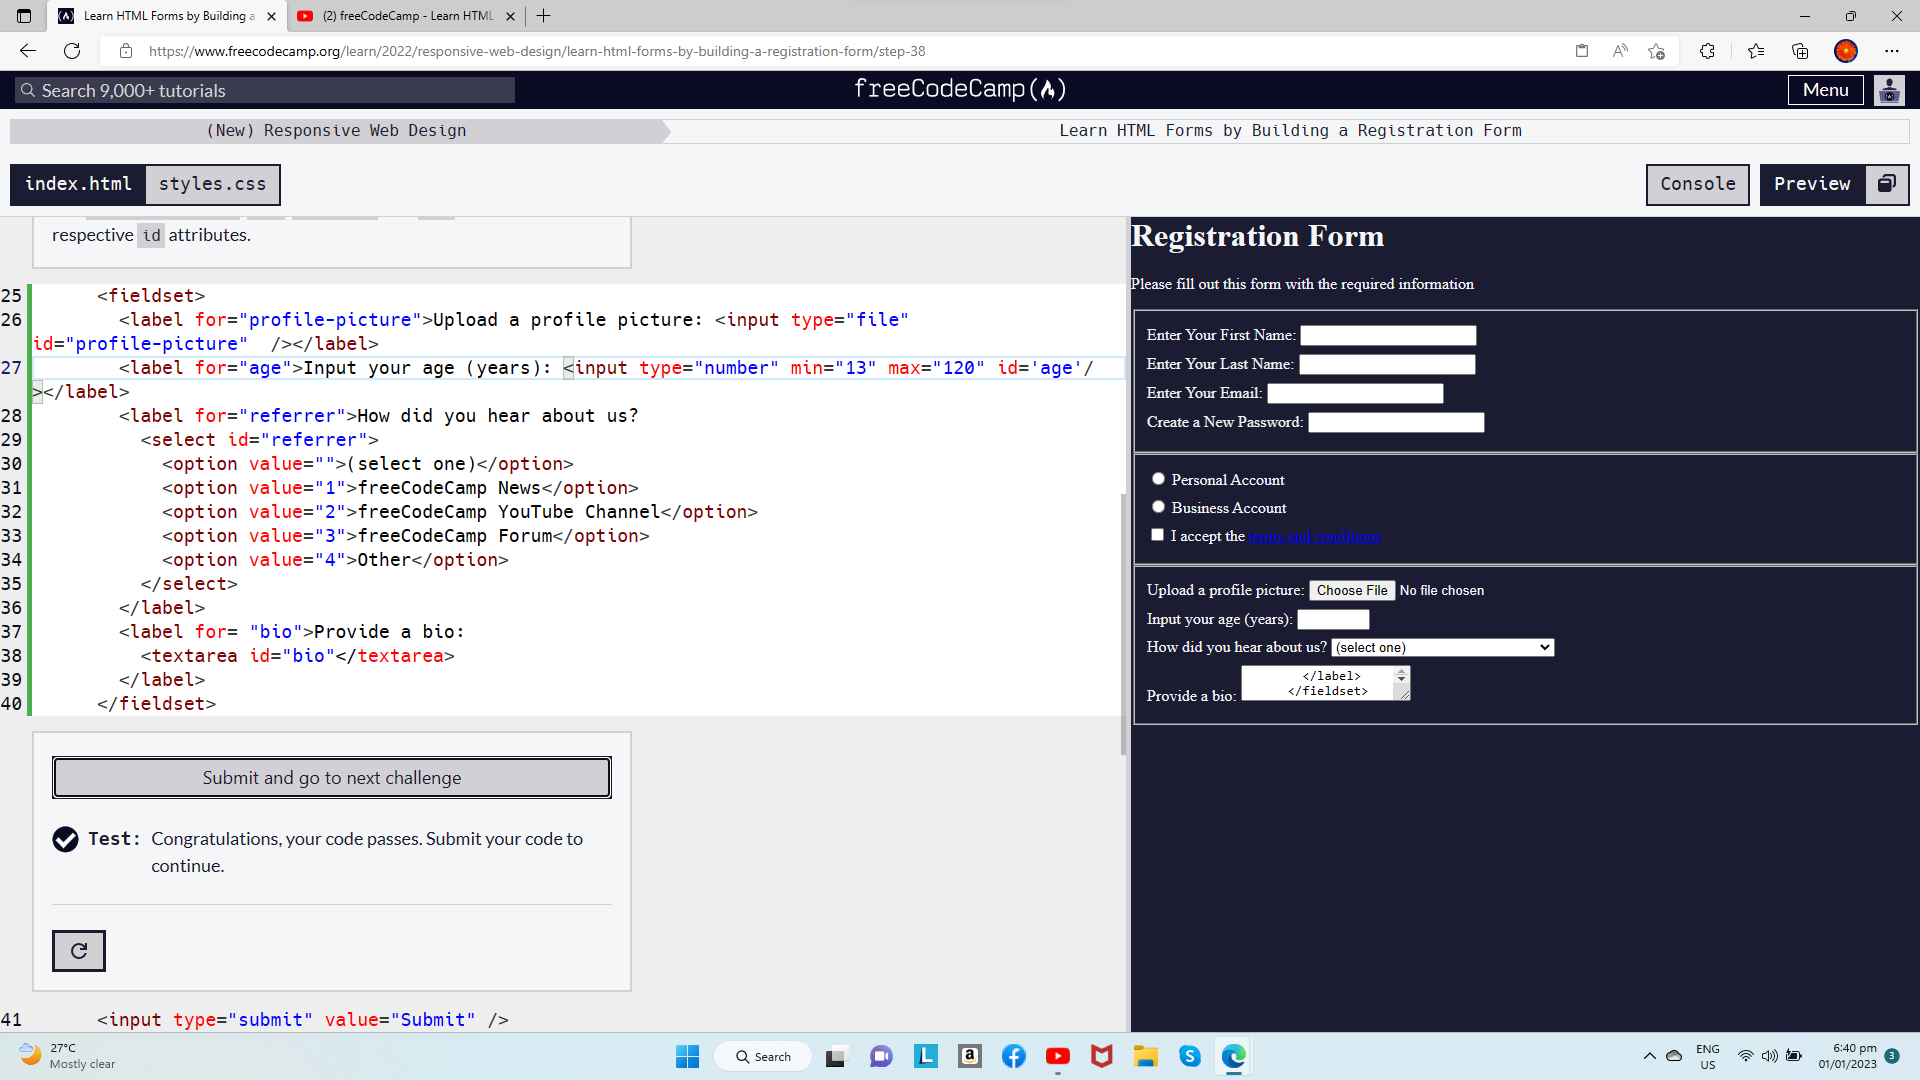 Learn HTML Forms by Building a
(2) freeCodeCamp - Learn HTML
https://www.freecodecamp.org/learn/2022/responsive-web-design/learn-html-forms-by-building-a-registration-form/step-38
Search 9,000+ tutorials
freeCodeCamp(🔥)
Menu
(New) Responsive Web Design
Learn HTML Forms by Building a Registration Form
index.html
styles.css
Console
Preview
respective id attributes.
25 <fieldset>
26 <label for="profile-picture">Upload a profile picture: <input type="file"
id="profile-picture"  /></label>
27 <label for="age">Input your age (years): <input type="number" min="13" max="120" id='age'/
></label>
28 <label for="referrer">How did you hear about us?
29 <select id="referrer">
30 <option value="">(select one)</option>
31 <option value="1">freeCodeCamp News</option>
32 <option value="2">freeCodeCamp YouTube Channel</option>
33 <option value="3">freeCodeCamp Forum</option>
34 <option value="4">Other</option>
35 </select>
36 </label>
37 <label for= "bio">Provide a bio:
38 <textarea id="bio"</textarea>
39 </label>
40 </fieldset>
Submit and go to next challenge
Test: Congratulations, your code passes. Submit your code to
continue.
41 <input type="submit" value="Submit" />
Registration Form
Please fill out this form with the required information
Enter Your First Name:
Enter Your Last Name:
Enter Your Email:
Create a New Password:
Personal Account
Business Account
I accept the terms and conditions
Upload a profile picture: Choose File No file chosen
Input your age (years):
How did you hear about us? (select one)
Provide a bio:
</label>
</fieldset>
27°C
Mostly clear
Search
ENG
US
6:40 pm
01/01/2023
3